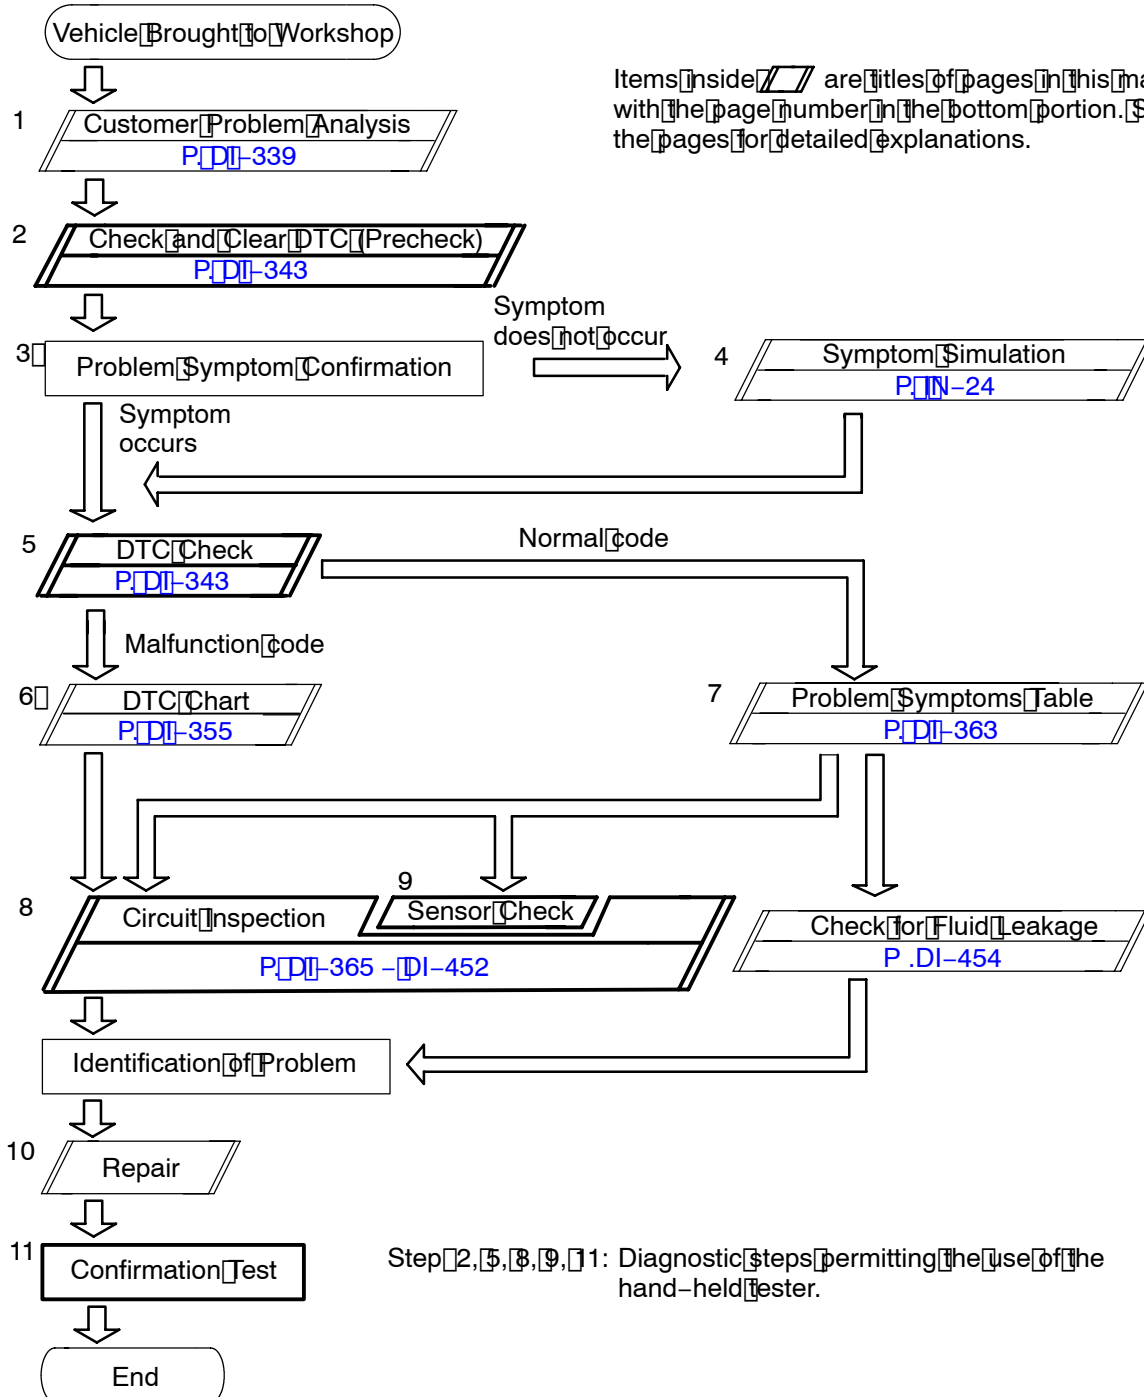 Vehicle Brought to Workshop
Items inside are titles of pages in this
with the page number in the bottom portion.
the pages for detailed explanations.
1
Customer Problem Analysis
P. DI–339
2
Check and Clear DTC (Precheck)
P. DI–343
Symptom
does not occur
3
Problem Symptom Confirmation
4
Symptom Simulation
P. IN–24
Symptom
occurs
5
DTC Check
P. DI–343
Normal code
Malfunction code
6
DTC Chart
P. DI–355
7
Problem Symptoms Table
P. DI–363
8
Circuit Inspection
9
Sensor Check
P. DI–365 – DI–452
Check for Fluid Leakage
P .DI–454
Identification of Problem
10
Repair
11
Confirmation Test
Step 2, 5, 8, 9, 11: Diagnostic steps permitting the use of the
hand–held tester.
End